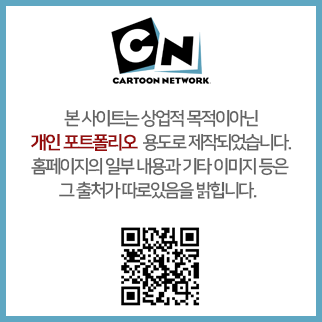 CN
CARTOON NETWORK
본 사이트는 상업적 목적이아닌
개인 포트폴리오 용도로 제작되었습니다.
홈페이지의 일부 내용과 기타 이미지 등은
그 출처가 따로있음을 밝힙니다.